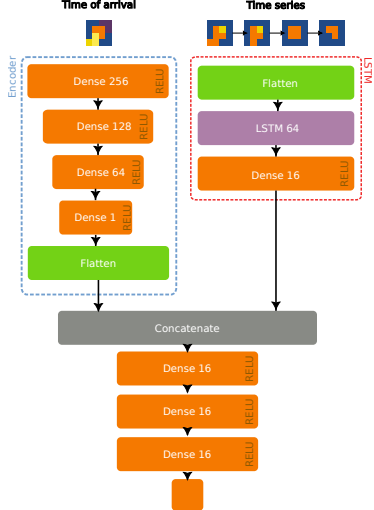 Time of arrival
Time series
Encoder
Dense 256
RELU
Dense 128
RELU
Dense 64
RELU
Dense 1
RELU
Flatten
LSTM
Flatten
LSTM 64
Dense 16
RELU
Concatenate
Dense 16
RELU
Dense 16
RELU
Dense 16
RELU